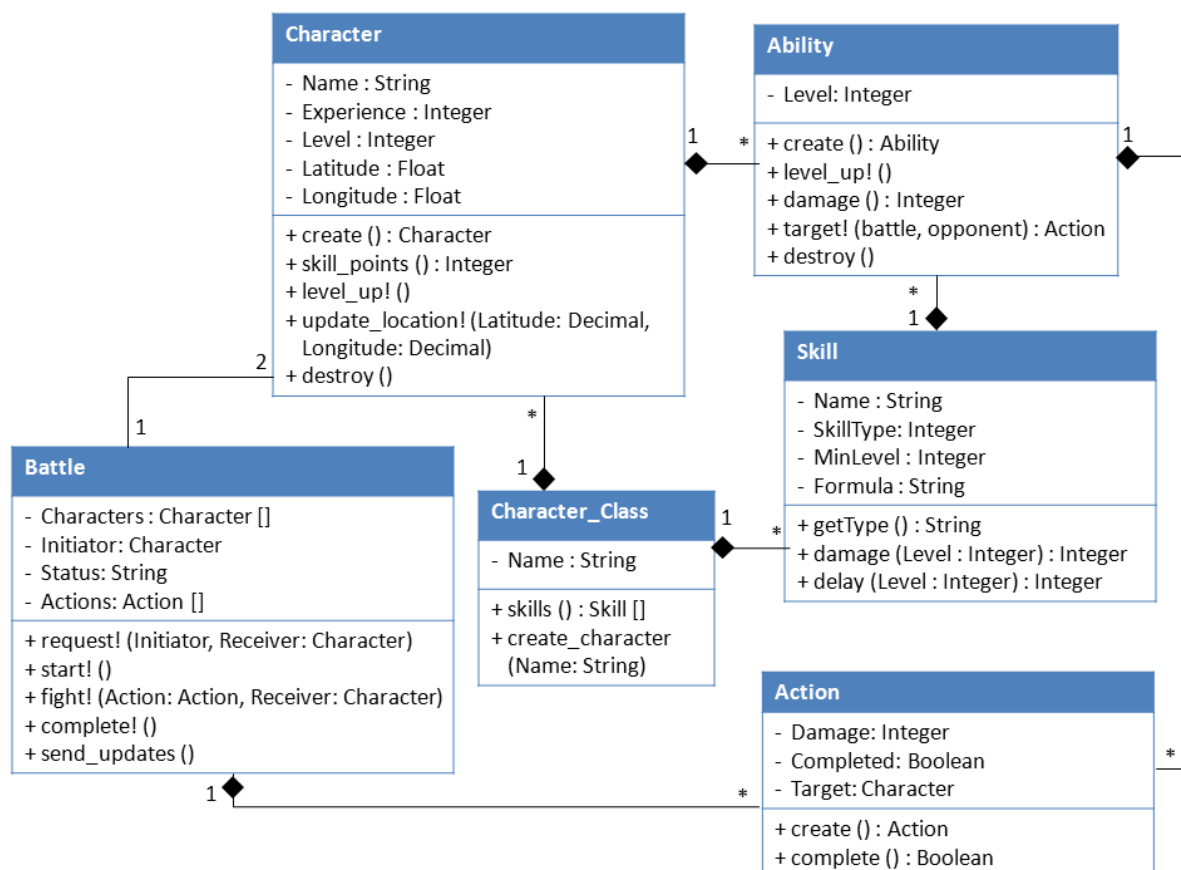 Character
- Name : String
- Experience : Integer
- Level : Integer
- Latitude : Float
- Longitude : Float
+ create () : Character
+ skill_points () : Integer
+ level_up! ()
+ update_location! (Latitude: Decimal,
Longitude: Decimal)
+ destroy ()
1
*
Ability
- Level: Integer
+ create () : Ability
+ level_up! ()
+ damage () : Integer
+ target! (battle, opponent) : Action
+ destroy ()
1
*
1
2
1
*
1
Skill
- Name : String
- SkillType: Integer
- MinLevel : Integer
- Formula : String
+ getType () : String
+ damage (Level : Integer) : Integer
+ delay (Level : Integer) : Integer
Battle
- Characters : Character []
- Initiator: Character
- Status: String
- Actions: Action []
+ request! (Initiator, Receiver: Character)
+ start! ()
+ fight! (Action: Action, Receiver: Character)
+ complete! ()
+ send_updates ()
Character_Class
- Name : String
+ skills () : Skill []
+ create_character
(Name: String)
1
*
1
*
Action
- Damage: Integer
- Completed: Boolean
- Target: Character
+ create () : Action
+ complete () : Boolean
*